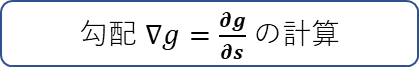 勾配 ∇g = ∂g/∂s の計算